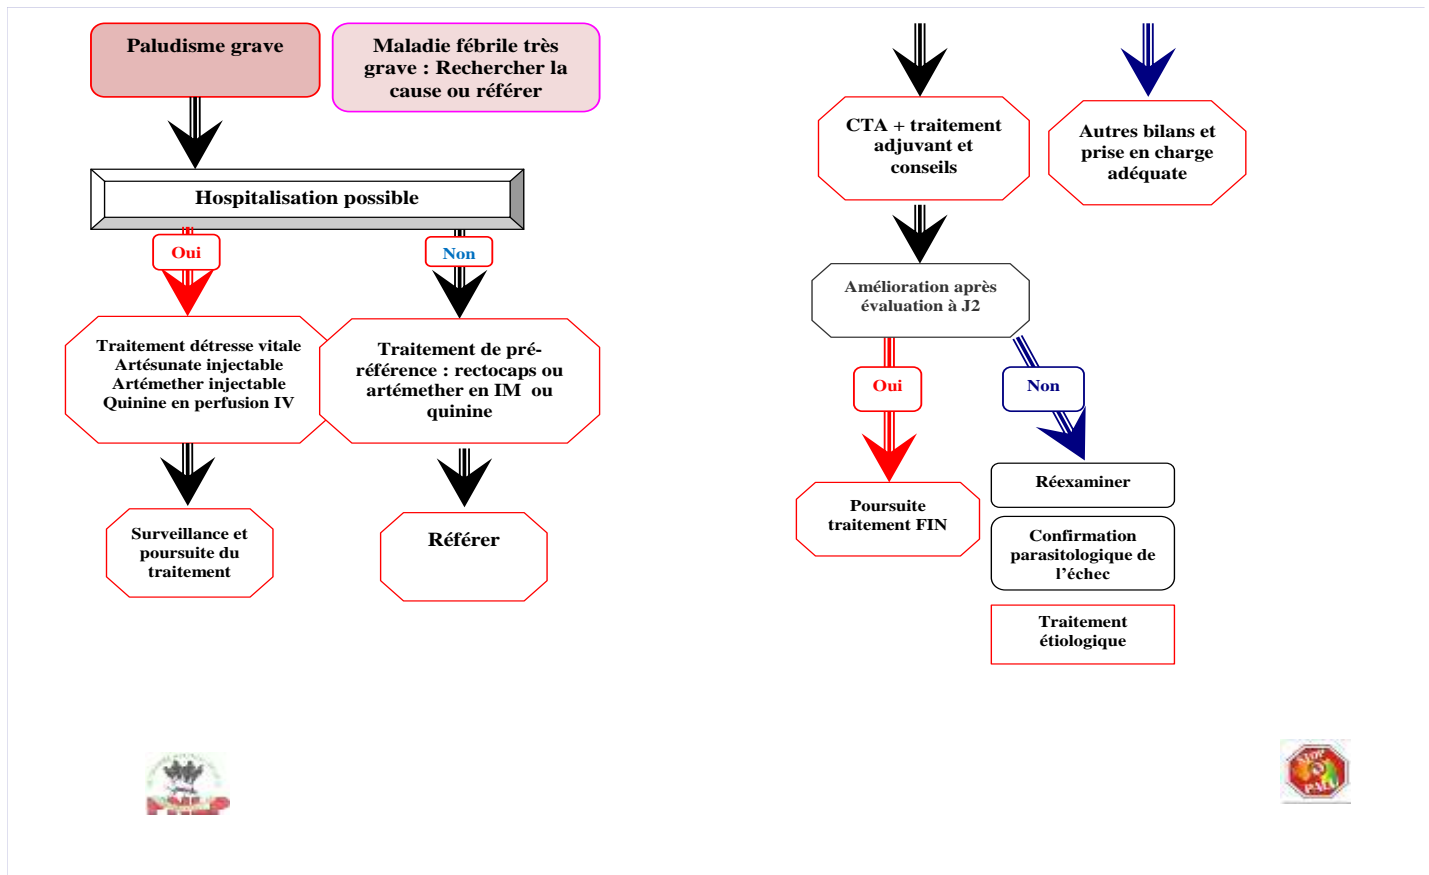 Paludisme grave
Maladie fébrile très
grave : Rechercher la
cause ou référer
Hospitalisation possible
Oui
Non
Traitement détresse vitale
Artésunate injectable
Artémether injectable
Quinine en perfusion IV
Traitement de pré-
référence : rectocaps ou
artémether en IM ou
quinine
Surveillance et
poursuite du
traitement
Référer
CTA + traitement
adjuvant et
conseils
Autres bilans et
prise en charge
adéquate
Amélioration après
évaluation à J2
Oui
Non
Poursuite
traitement FIN
Réexaminer
Confirmation
parasitologique de
l’échec
Traitement
étiologique
STOP
PALU